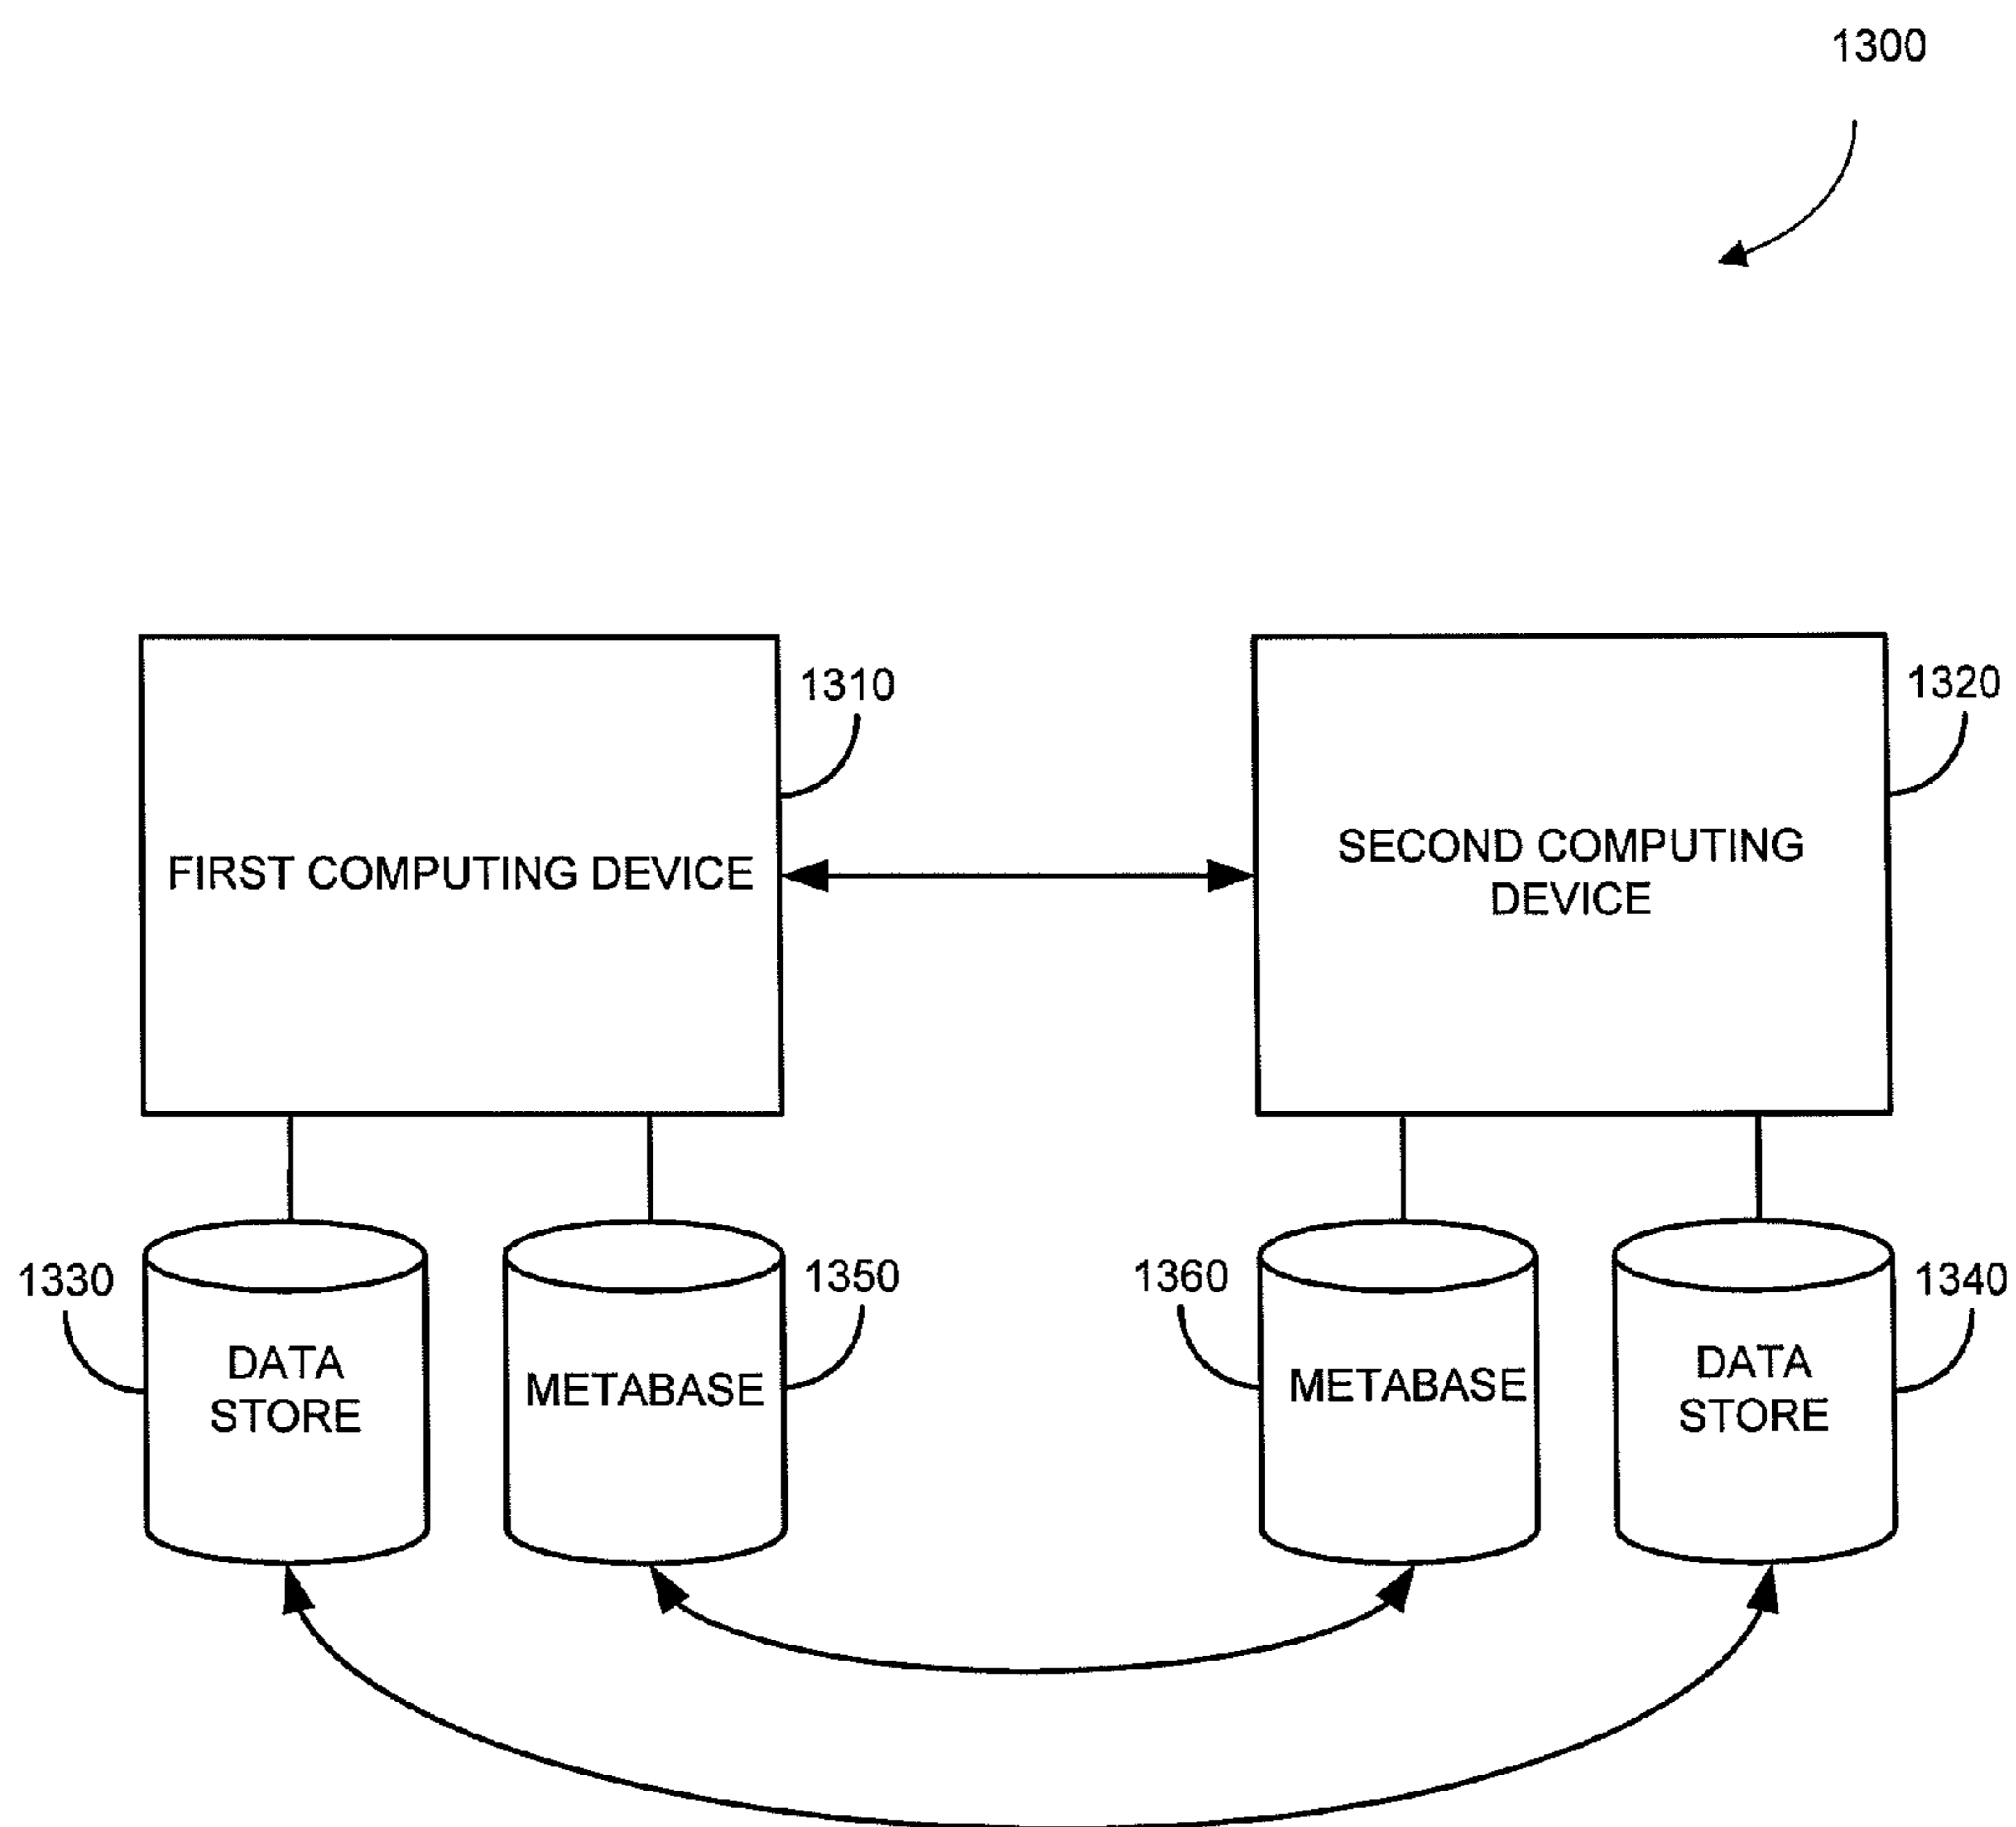 1300
1310
1320
FIRST COMPUTING DEVICE
SECOND COMPUTING
DEVICE
1330
1350
1360
1340
DATA
STORE
METABASE
METABASE
DATA
STORE